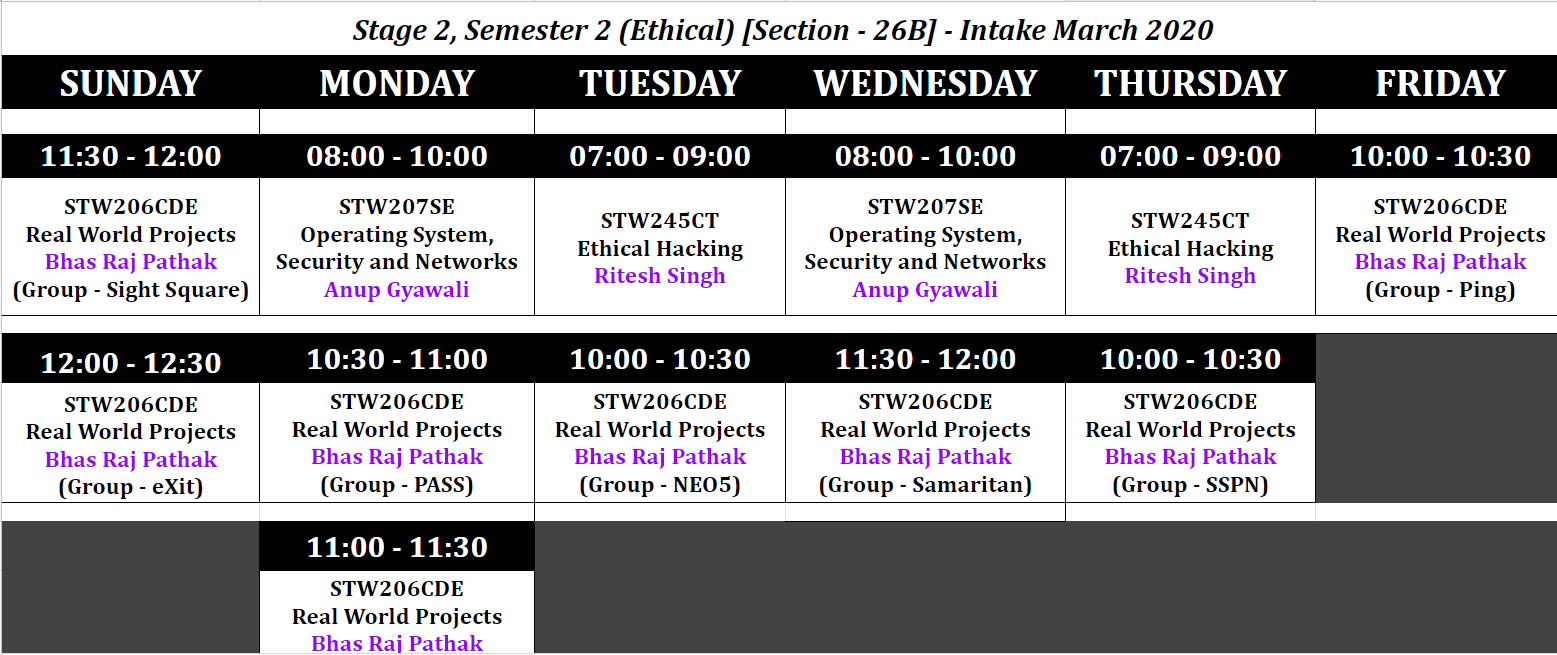 Stage 2, Semester 2 (Ethical) [Section - 26B] - Intake March 2020
SUNDAY MONDAY TUESDAY WEDNESDAY THURSDAY FRIDAY
11:30 - 12:00 08:00 - 10:00 07:00 - 09:00 08:00 - 10:00 07:00 - 09:00 10:00 - 10:30
STW206CDE
Real World Projects
Bhas Raj Pathak
(Group - Sight Square)
STW207SE
Operating System,
Security and Networks
Anup Gyawali
STW245CT
Ethical Hacking
Ritesh Singh
STW207SE
Operating System,
Security and Networks
Anup Gyawali
STW245CT
Ethical Hacking
Ritesh Singh
STW206CDE
Real World Projects
Bhas Raj Pathak
(Group - Ping)
12:00 - 12:30 10:30 - 11:00 10:00 - 10:30 11:30 - 12:00 10:00 - 10:30
STW206CDE
Real World Projects
Bhas Raj Pathak
(Group - eXit)
STW206CDE
Real World Projects
Bhas Raj Pathak
(Group - PASS)
STW206CDE
Real World Projects
Bhas Raj Pathak
(Group - NEO5)
STW206CDE
Real World Projects
Bhas Raj Pathak
(Group - Samaritan)
STW206CDE
Real World Projects
Bhas Raj Pathak
(Group - SSPN)
11:00 - 11:30
STW206CDE
Real World Projects
Bhas Raj Pathak